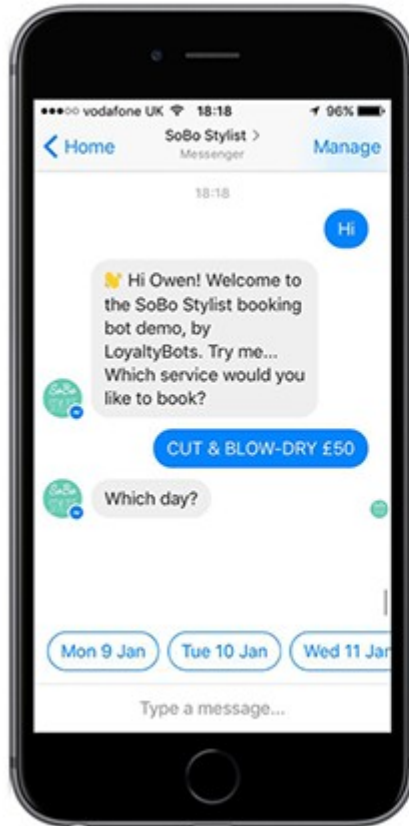 vodafone UK 18:18 96%
Home SoBo Stylist > Manage
Messenger
18:18
Hi
👋 Hi Owen! Welcome to
the SoBo Stylist booking
bot demo, by
LoyaltyBots. Try me...
Which service would you
like to book?
CUT & BLOW-DRY £50
Which day?
Mon 9 Jan Tue 10 Jan Wed 11 Jan
Type a message...